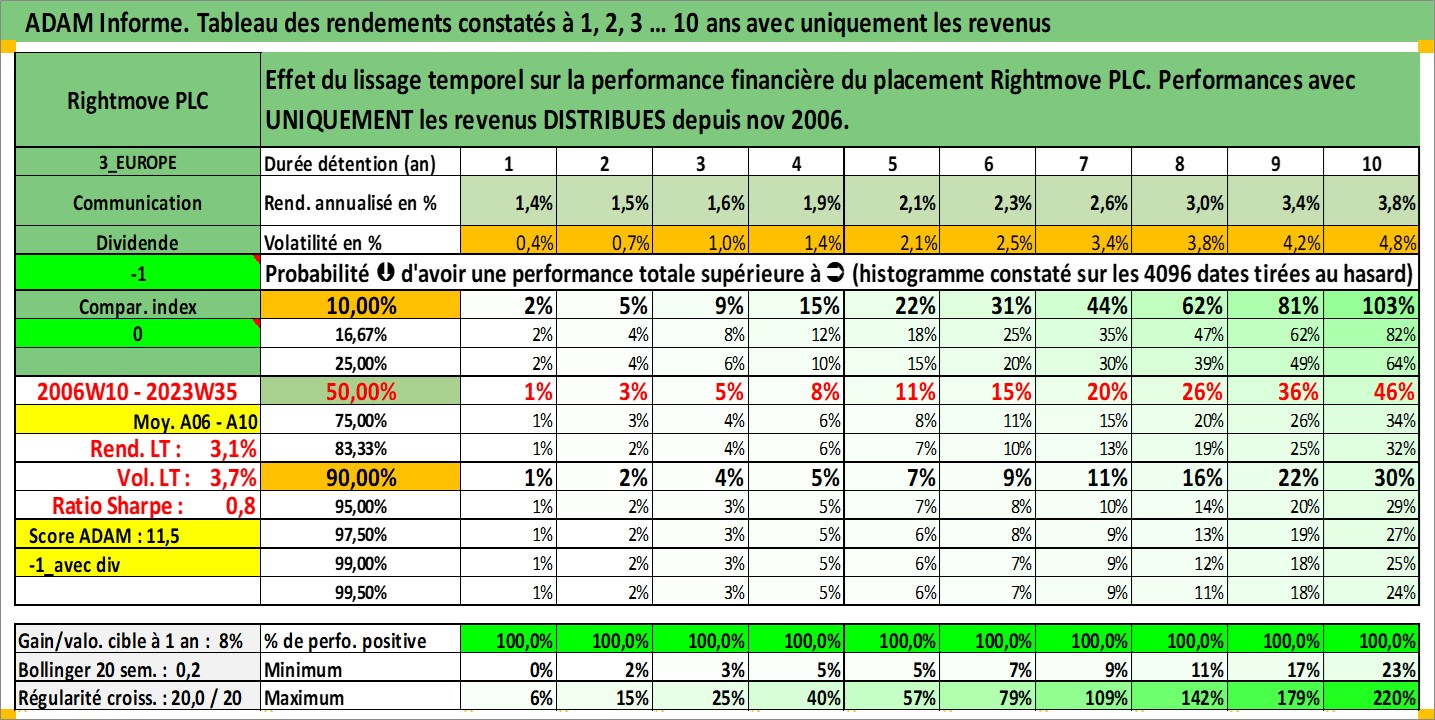 ADAM Informe. Tableau des rendements constatés à 1, 2, 3 ... 10 ans avec uniquement les revenus
Rightmove PLC
Effet du lissage temporel sur la performance financière du placement Rightmove PLC. Performances avec
UNIQUEMENT les revenus DISTRIBUES depuis nov 2006.
3_EUROPE Durée détention (an) 1 2 3 4 5 6 7 8 9 10
Communication Rend. annualisé en % 1,4% 1,5% 1,6% 1,9% 2,1% 2,3% 2,6% 3,0% 3,4% 3,8%
Dividende Volatilité en % 0,4% 0,7% 1,0% 1,4% 2,1% 2,5% 3,4% 3,8% 4,2% 4,8%
-1 Probabilité ⬇ d'avoir une performance totale supérieure à ➲ (histogramme constaté sur les 4096 dates tirées au hasard)
Compar. index 10,00% 2% 5% 9% 15% 22% 31% 44% 62% 81% 103%
0 16,67% 2% 4% 8% 12% 18% 25% 35% 47% 62% 82%
25,00% 2% 4% 6% 10% 15% 20% 30% 39% 49% 64%
2006W10 - 2023W35 50,00% 1% 3% 5% 8% 11% 15% 20% 26% 36% 46%
Moy. A06 - A10 75,00% 1% 3% 4% 6% 8% 11% 15% 20% 26% 34%
Rend. LT : 3,1% 83,33% 1% 2% 4% 6% 7% 10% 13% 19% 25% 32%
Vol. LT : 3,7% 90,00% 1% 2% 4% 5% 7% 9% 11% 16% 22% 30%
Ratio Sharpe : 0,8 95,00% 1% 2% 3% 5% 7% 8% 10% 14% 20% 29%
Score ADAM : 11,5 97,50% 1% 2% 3% 5% 6% 8% 9% 13% 19% 27%
-1_avec div 99,00% 1% 2% 3% 5% 6% 7% 9% 12% 18% 25%
99,50% 1% 2% 3% 5% 6% 7% 9% 11% 18% 24%
Gain/valo. cible à 1 an : 8% % de perfo. positive 100,0% 100,0% 100,0% 100,0% 100,0% 100,0% 100,0% 100,0% 100,0% 100,0%
Bollinger 20 sem. : 0,2 Minimum 0% 2% 3% 5% 5% 7% 9% 11% 17% 23%
Régularité croiss. : 20,0 / 20 Maximum 6% 15% 25% 40% 57% 79% 109% 142% 179% 220%